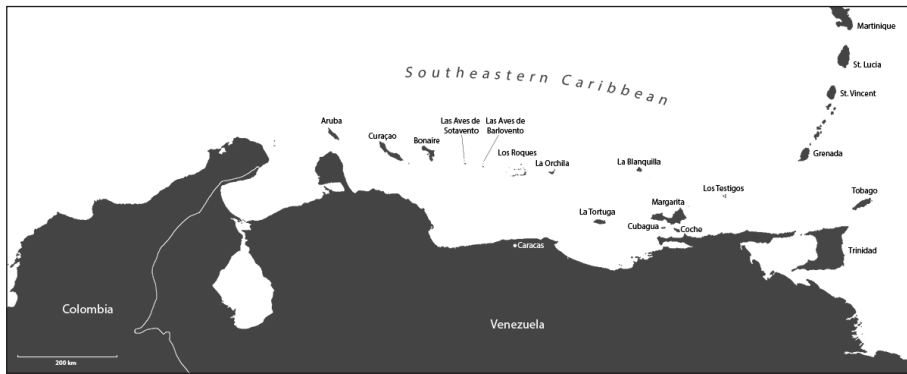 Martinique
Southeastern Caribbean
St. Lucia
St. Vincent
Aruba
Las Aves de
Sotavento
Las Aves de
Barlovento
Curaçao
Bonaire
Los Roques
La Orchila
La Blanquilla
Grenada
Los Testigos
Tobago
Margarita
La Tortuga
Cubagua
Coche
Caracas
Trinidad
Colombia
Venezuela
200 km